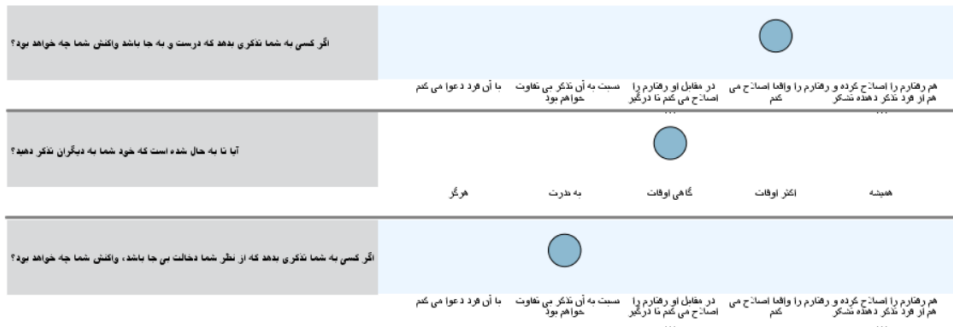 اگر کسی به شما تذکری بدهد که درست و به جا باشد واکنش شما چه خواهد بود؟
با آن فرد دعوا می کنم
نسبت به آن تذکر بی تفاوت
خواهم بود
در مقابل او رفتارم را
اصلاح می کنم تا درگیر
...
رفتارم را واقعا اصلاح می
کنم
هم رفتارم را اصلاح کرده و
هم از فرد تذکر دهنده تشکر
...
آیا تا به حال شده است که خود شما به دیگران تذکر دهید؟
هرگز
به ندرت
گاهی اوقات
اکثر اوقات
همیشه
اگر کسی به شما تذکری بدهد که از نظر شما دخالت بی جا باشد، واکنش شما چه خواهد بود؟
با آن فرد دعوا می کنم
نسبت به آن تذکر بی تفاوت
خواهم بود
در مقابل او رفتارم را
اصلاح می کنم تا درگیر
...
رفتارم را واقعا اصلاح می
کنم
هم رفتارم را اصلاح کرده و
هم از فرد تذکر دهنده تشکر
...